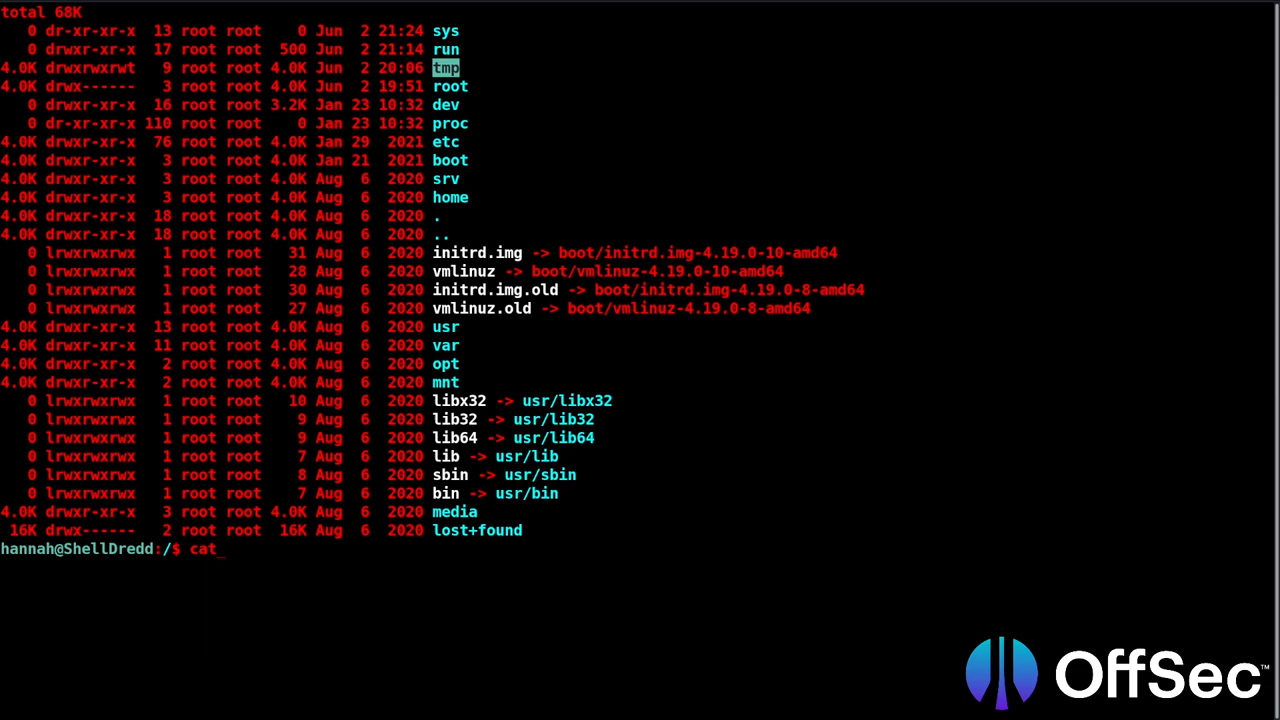 total 68K
   0 dr-xr-xr-x  13 root root    0 Jun  2 21:24 sys
   0 drwxr-xr-x  17 root root  500 Jun  2 21:14 run
4.0K drwxrwxrwt   9 root root 4.0K Jun  2 20:06 tmp
4.0K drwx------   3 root root 4.0K Jun  2 19:51 root
   0 drwxr-xr-x  16 root root 3.2K Jan 23 10:32 dev
   0 dr-xr-xr-x 110 root root    0 Jan 23 10:32 proc
4.0K drwxr-xr-x  76 root root 4.0K Jan 29  2021 etc
4.0K drwxr-xr-x   3 root root 4.0K Jan 21  2021 boot
4.0K drwxr-xr-x   3 root root 4.0K Aug  6  2020 srv
4.0K drwxr-xr-x   3 root root 4.0K Aug  6  2020 home
4.0K drwxr-xr-x  18 root root 4.0K Aug  6  2020 .
4.0K drwxr-xr-x  18 root root 4.0K Aug  6  2020 ..
   0 lrwxrwxrwx   1 root root   31 Aug  6  2020 initrd.img -> boot/initrd.img-4.19.0-10-amd64
   0 lrwxrwxrwx   1 root root   28 Aug  6  2020 vmlinuz -> boot/vmlinuz-4.19.0-10-amd64
   0 lrwxrwxrwx   1 root root   30 Aug  6  2020 initrd.img.old -> boot/initrd.img-4.19.0-8-amd64
   0 lrwxrwxrwx   1 root root   27 Aug  6  2020 vmlinuz.old -> boot/vmlinuz-4.19.0-8-amd64
4.0K drwxr-xr-x  13 root root 4.0K Aug  6  2020 usr
4.0K drwxr-xr-x  11 root root 4.0K Aug  6  2020 var
4.0K drwxr-xr-x   2 root root 4.0K Aug  6  2020 opt
4.0K drwxr-xr-x   2 root root 4.0K Aug  6  2020 mnt
   0 lrwxrwxrwx   1 root root   10 Aug  6  2020 libx32 -> usr/libx32
   0 lrwxrwxrwx   1 root root    9 Aug  6  2020 lib32 -> usr/lib32
   0 lrwxrwxrwx   1 root root    9 Aug  6  2020 lib64 -> usr/lib64
   0 lrwxrwxrwx   1 root root    7 Aug  6  2020 lib -> usr/lib
   0 lrwxrwxrwx   1 root root    8 Aug  6  2020 sbin -> usr/sbin
   0 lrwxrwxrwx   1 root root    7 Aug  6  2020 bin -> usr/bin
4.0K drwxr-xr-x   3 root root 4.0K Aug  6  2020 media
 16K drwx------   2 root root  16K Aug  6  2020 lost+found
hannah@ShellDredd:/$ cat_
OffSec™